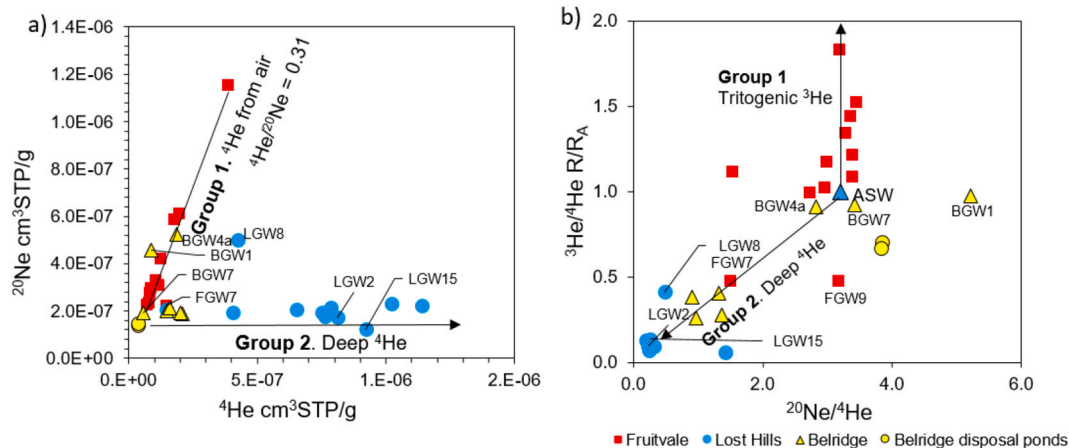 a)
1.4E-06
1.2E-06
1.0E-06
8.0E-07
6.0E-07
4.0E-07
2.0E-07
0.0E+00
²⁰Ne cm³STP/g
Group 1. ⁴He from air
⁴He/²⁰Ne = 0.31
BGW4a
LGW8
BGW1
BGW7
FGW7
LGW2
LGW15
Group 2. Deep ⁴He
0.E+00
5.E-07
1.E-06
2.E-06
⁴He cm³STP/g
b)
2.0
1.5
1.0
0.5
0.0
³He/⁴He R/R_A
Group 1
Tritogenic ³He
ASW
BGW4a
BGW7
BGW1
LGW8
FGW7
FGW9
LGW2
LGW15
Group 2. Deep ⁴He
0.0
2.0
4.0
6.0
²⁰Ne/⁴He
Fruitvale
Lost Hills
Belridge
Belridge disposal ponds